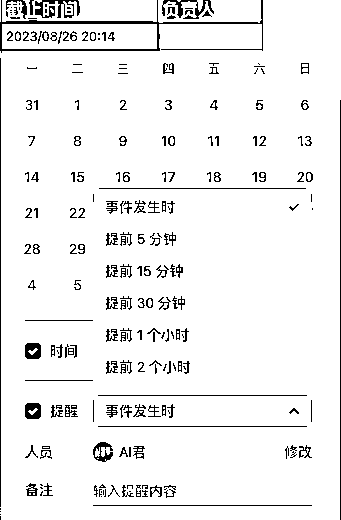 截止时间 负责人
2023/08/26 20:14
一 二 三 四 五 六 日
31 1 2 3 4 5 6
7 8 9 10 11 12 13
14 15 16 17 18 19 20
21 22
事件发生时
提前 5 分钟
28 29
提前 15 分钟
4 5
提前 30 分钟
提前 1 个小时
时间
提前 2 个小时
提醒 事件发生时
人员 AI君 修改
备注 输入提醒内容